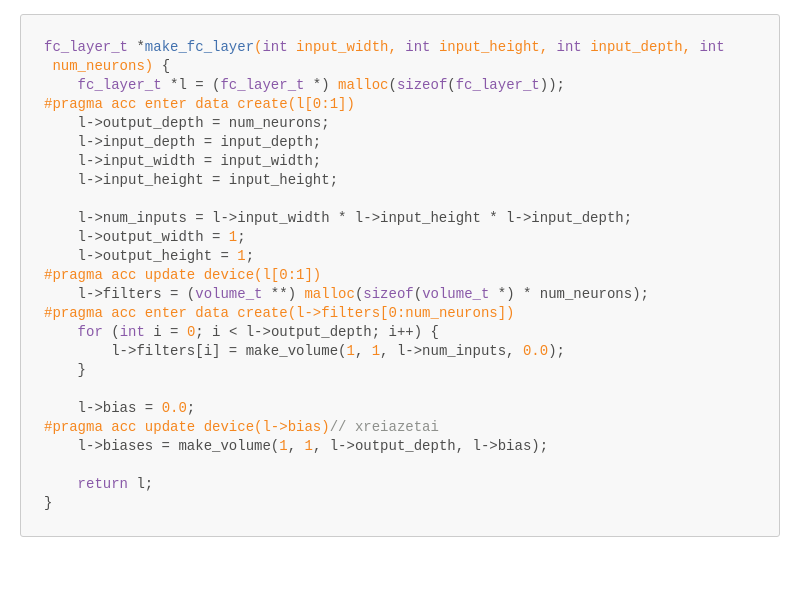 fc_layer_t *make_fc_layer(int input_width, int input_height, int input_depth, int
 num_neurons) {
    fc_layer_t *l = (fc_layer_t *) malloc(sizeof(fc_layer_t));
#pragma acc enter data create(l[0:1])
    l->output_depth = num_neurons;
    l->input_depth = input_depth;
    l->input_width = input_width;
    l->input_height = input_height;

    l->num_inputs = l->input_width * l->input_height * l->input_depth;
    l->output_width = 1;
    l->output_height = 1;
#pragma acc update device(l[0:1])
    l->filters = (volume_t **) malloc(sizeof(volume_t *) * num_neurons);
#pragma acc enter data create(l->filters[0:num_neurons])
    for (int i = 0; i < l->output_depth; i++) {
        l->filters[i] = make_volume(1, 1, l->num_inputs, 0.0);
    }

    l->bias = 0.0;
#pragma acc update device(l->bias)// xreiazetai
    l->biases = make_volume(1, 1, l->output_depth, l->bias);

    return l;
}